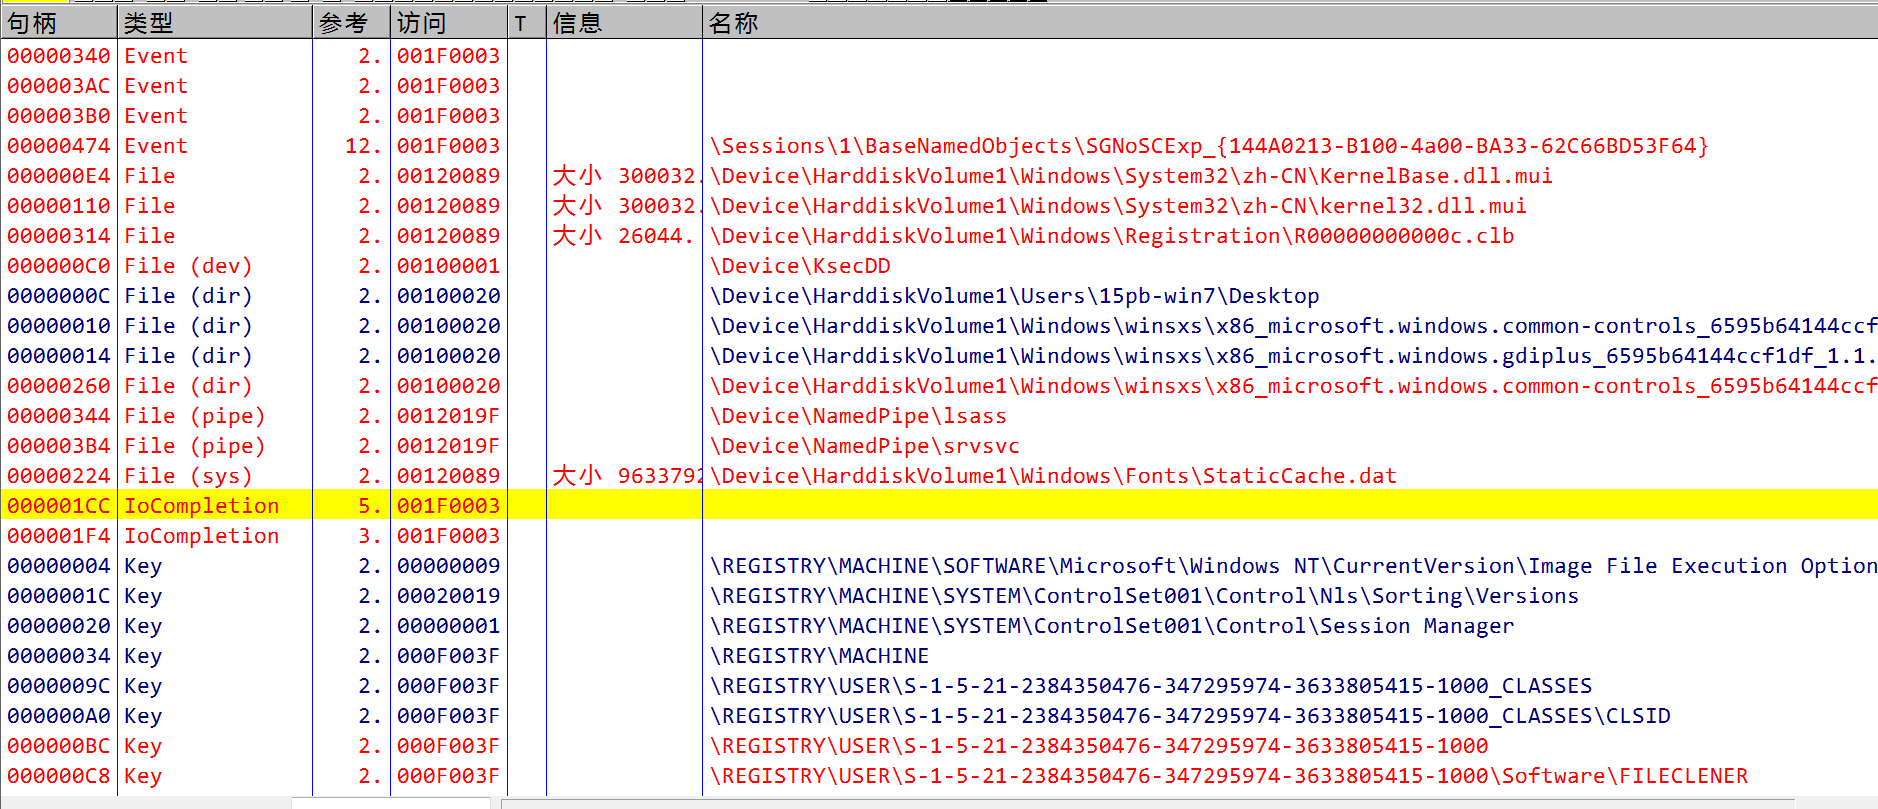 句柄 类型 参考 访问 T 信息 名称
00000340 Event 2. 001F0003
000003AC Event 2. 001F0003
000003B0 Event 2. 001F0003
00000474 Event 12. 001F0003 \Sessions\1\BaseNamedObjects\SGNoSCExp_{144A0213-B100-4a00-BA33-62C66BD53F64}
000000E4 File 2. 00120089 大小 300032. \Device\HarddiskVolume1\Windows\System32\zh-CN\KernelBase.dll.mui
00000110 File 2. 00120089 大小 300032. \Device\HarddiskVolume1\Windows\System32\zh-CN\kernel32.dll.mui
00000314 File 2. 00120089 大小 26044. \Device\HarddiskVolume1\Windows\Registration\R00000000000c.clb
000000C0 File (dev) 2. 00100001 \Device\KsecDD
0000000C File (dir) 2. 00100020 \Device\HarddiskVolume1\Users\15pb-win7\Desktop
00000010 File (dir) 2. 00100020 \Device\HarddiskVolume1\Windows\winsxs\x86_microsoft.windows.common-controls_6595b64144ccf
00000014 File (dir) 2. 00100020 \Device\HarddiskVolume1\Windows\winsxs\x86_microsoft.windows.gdiplus_6595b64144ccf1df_1.1.
00000260 File (dir) 2. 00100020 \Device\HarddiskVolume1\Windows\winsxs\x86_microsoft.windows.common-controls_6595b64144ccf
00000344 File (pipe) 2. 0012019F \Device\NamedPipe\lsass
000003B4 File (pipe) 2. 0012019F \Device\NamedPipe\srvsvc
00000224 File (sys) 2. 00120089 大小 9633792 \Device\HarddiskVolume1\Windows\Fonts\StaticCache.dat
000001CC IoCompletion 5. 001F0003
000001F4 IoCompletion 3. 001F0003
00000004 Key 2. 00000009 \REGISTRY\MACHINE\SOFTWARE\Microsoft\Windows NT\CurrentVersion\Image File Execution Option
0000001C Key 2. 00020019 \REGISTRY\MACHINE\SYSTEM\ControlSet001\Control\Nls\Sorting\Versions
00000020 Key 2. 00000001 \REGISTRY\MACHINE\SYSTEM\ControlSet001\Control\Session Manager
00000034 Key 2. 000F003F \REGISTRY\MACHINE
0000009C Key 2. 000F003F \REGISTRY\USER\S-1-5-21-2384350476-347295974-3633805415-1000_CLASSES
000000A0 Key 2. 000F003F \REGISTRY\USER\S-1-5-21-2384350476-347295974-3633805415-1000_CLASSES\CLSID
000000BC Key 2. 000F003F \REGISTRY\USER\S-1-5-21-2384350476-347295974-3633805415-1000
000000C8 Key 2. 000F003F \REGISTRY\USER\S-1-5-21-2384350476-347295974-3633805415-1000\Software\FILECLENER